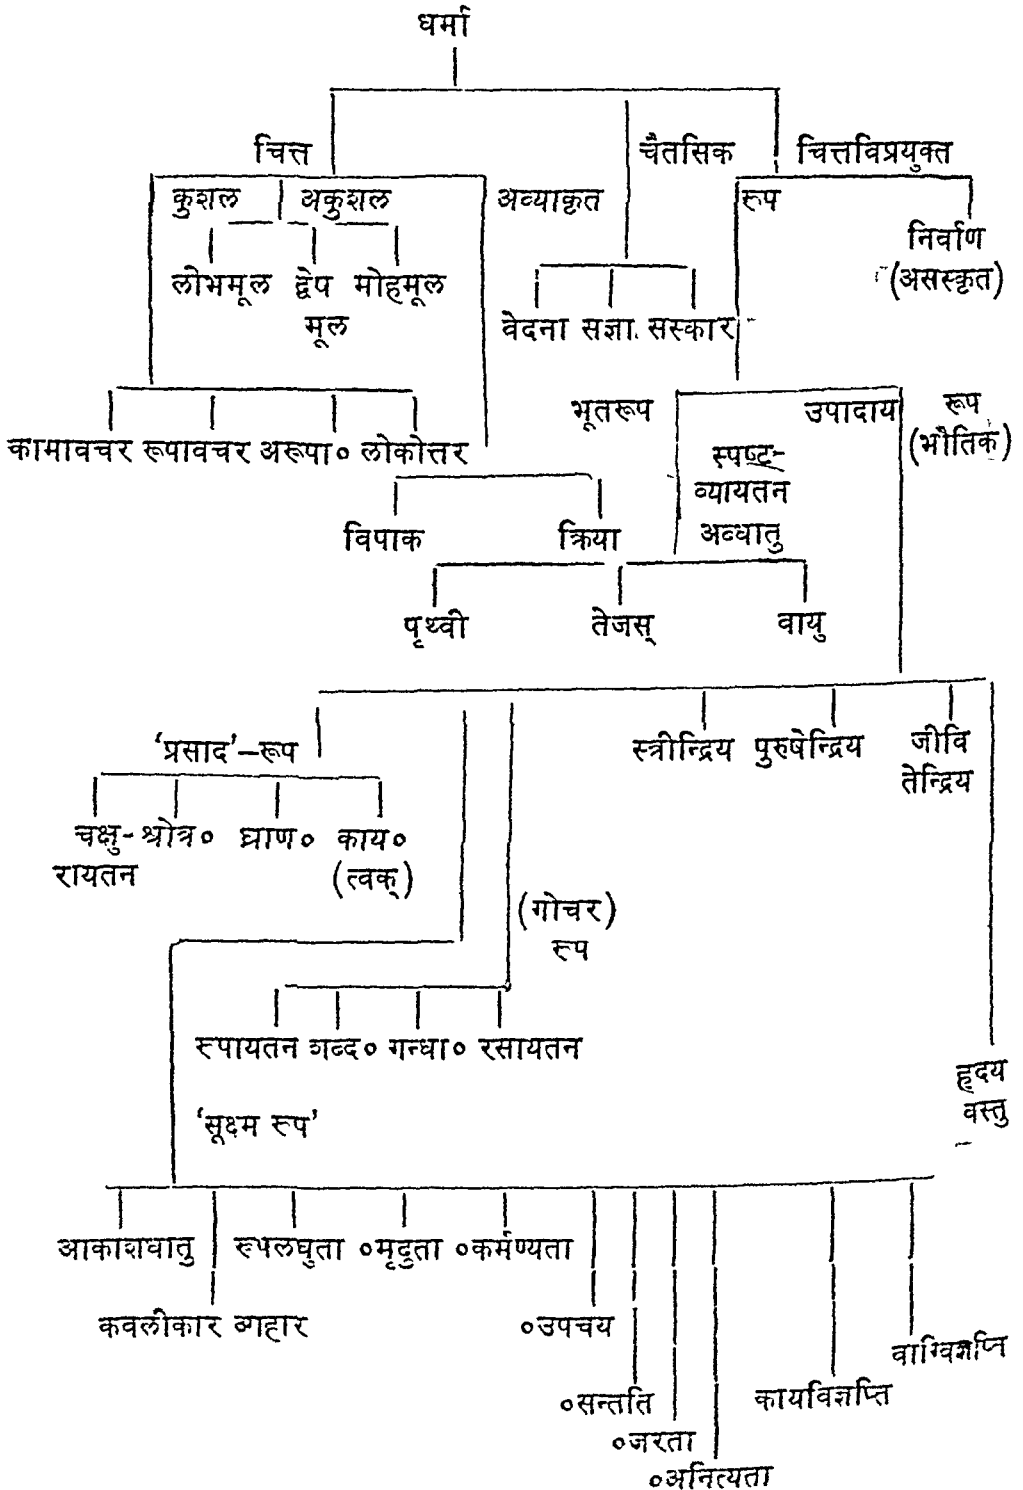 धर्मा
चित्त
चैतसिक
चित्तविप्रयुक्त
कुशल
अकुशल
अव्याकृत
रूप
निर्वाण
(असस्कृत)
लोभमूल
द्वेप
मूल
मोहमूल
वेदना
सज्ञा
सस्कार
कामावचर रूपावचर अरूपा० लोकोत्तर
भूतरूप
उपादाय
रूप
(भौतिक)
स्पष्ट-
व्यायतन
अब्धातु
विपाक
क्रिया
पृथ्वी
तेजस्
वायु
'प्रसाद'-रूप
स्त्रीन्द्रिय
पुरुषेन्द्रिय
जीवि
तेन्द्रिय
चक्षु-
रायतन
श्रोत्र०
घ्राण०
काय०
(त्वक्)
(गोचर)
रूप
रूपायतन शब्द० गन्धा० रसायतन
हृदय
वस्तु
'सूक्ष्म रूप'
आकाशधातु
रूपलघुता ०मृदुता ०कर्मण्यता
कवलीकार आहार
०उपचय
वाग्विज्ञप्ति
०सन्तति
कायविज्ञप्ति
०जरता
०अनित्यता